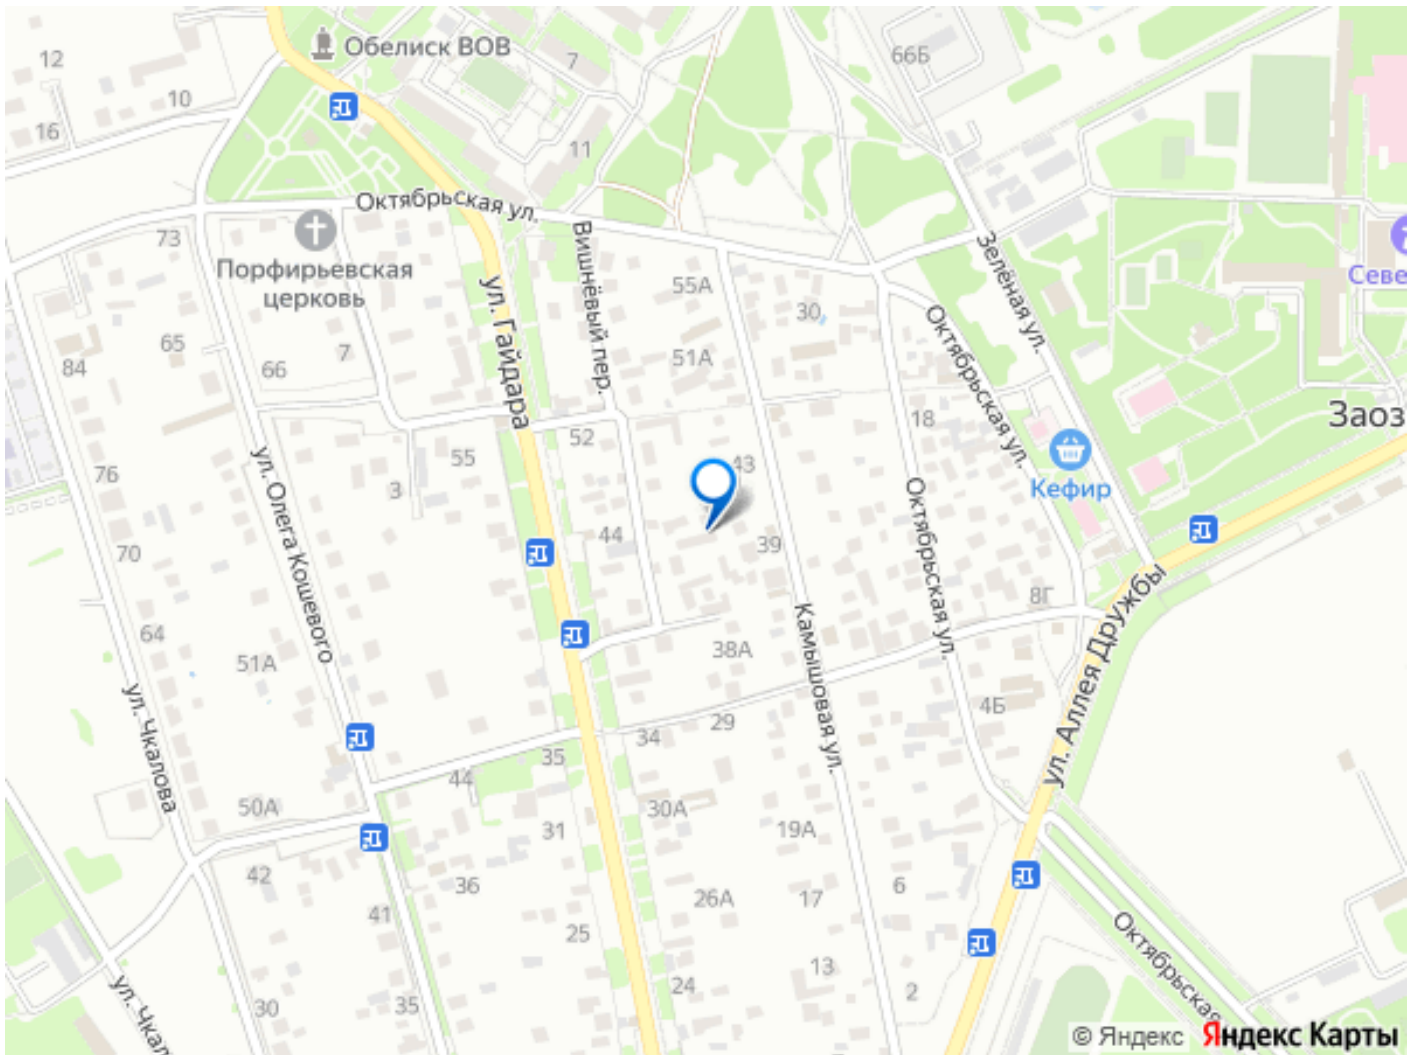 Обелиск ВОВ
12
7
66Б
10
16
11
Октябрьская ул.
73
Порфирьевская
церковь
Вишнёвый пер.
Зелёная ул.
Севе
55А
ул. Гайдара
30
Октябрьская ул.
65
7
51А
84
66
18
Заоз
52
55
43
Кефир
76
3
ул. Олега Кошевого
Октябрьская ул.
44
39
70
8Г
ул. Аллея Дружбы
64
38А
Камышовая ул.
51А
4Б
ул. Чкалова
29
34
35
44
50А
30А
19А
31
42
36
26А
17
6
41
25
Октябрьская
13
ул. Чкал
24
2
30
35
© Яндекс Яндекс Карты